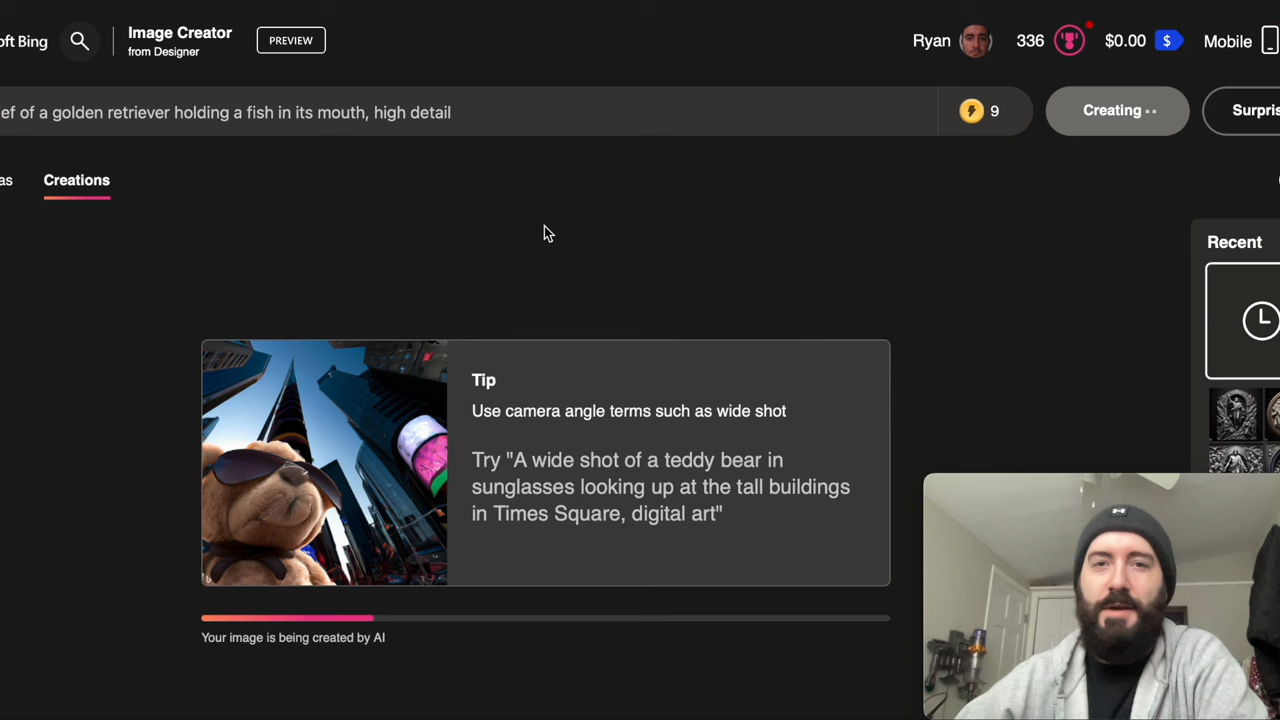 oft Bing
Image Creator
from Designer
PREVIEW
Ryan
336
$0.00
$
Mobile
ef of a golden retriever holding a fish in its mouth, high detail
9
Creating
Surpris
as
Creations
Recent
Tip
Use camera angle terms such as wide shot
Try "A wide shot of a teddy bear in
sunglasses looking up at the tall buildings
in Times Square, digital art"
Your image is being created by AI